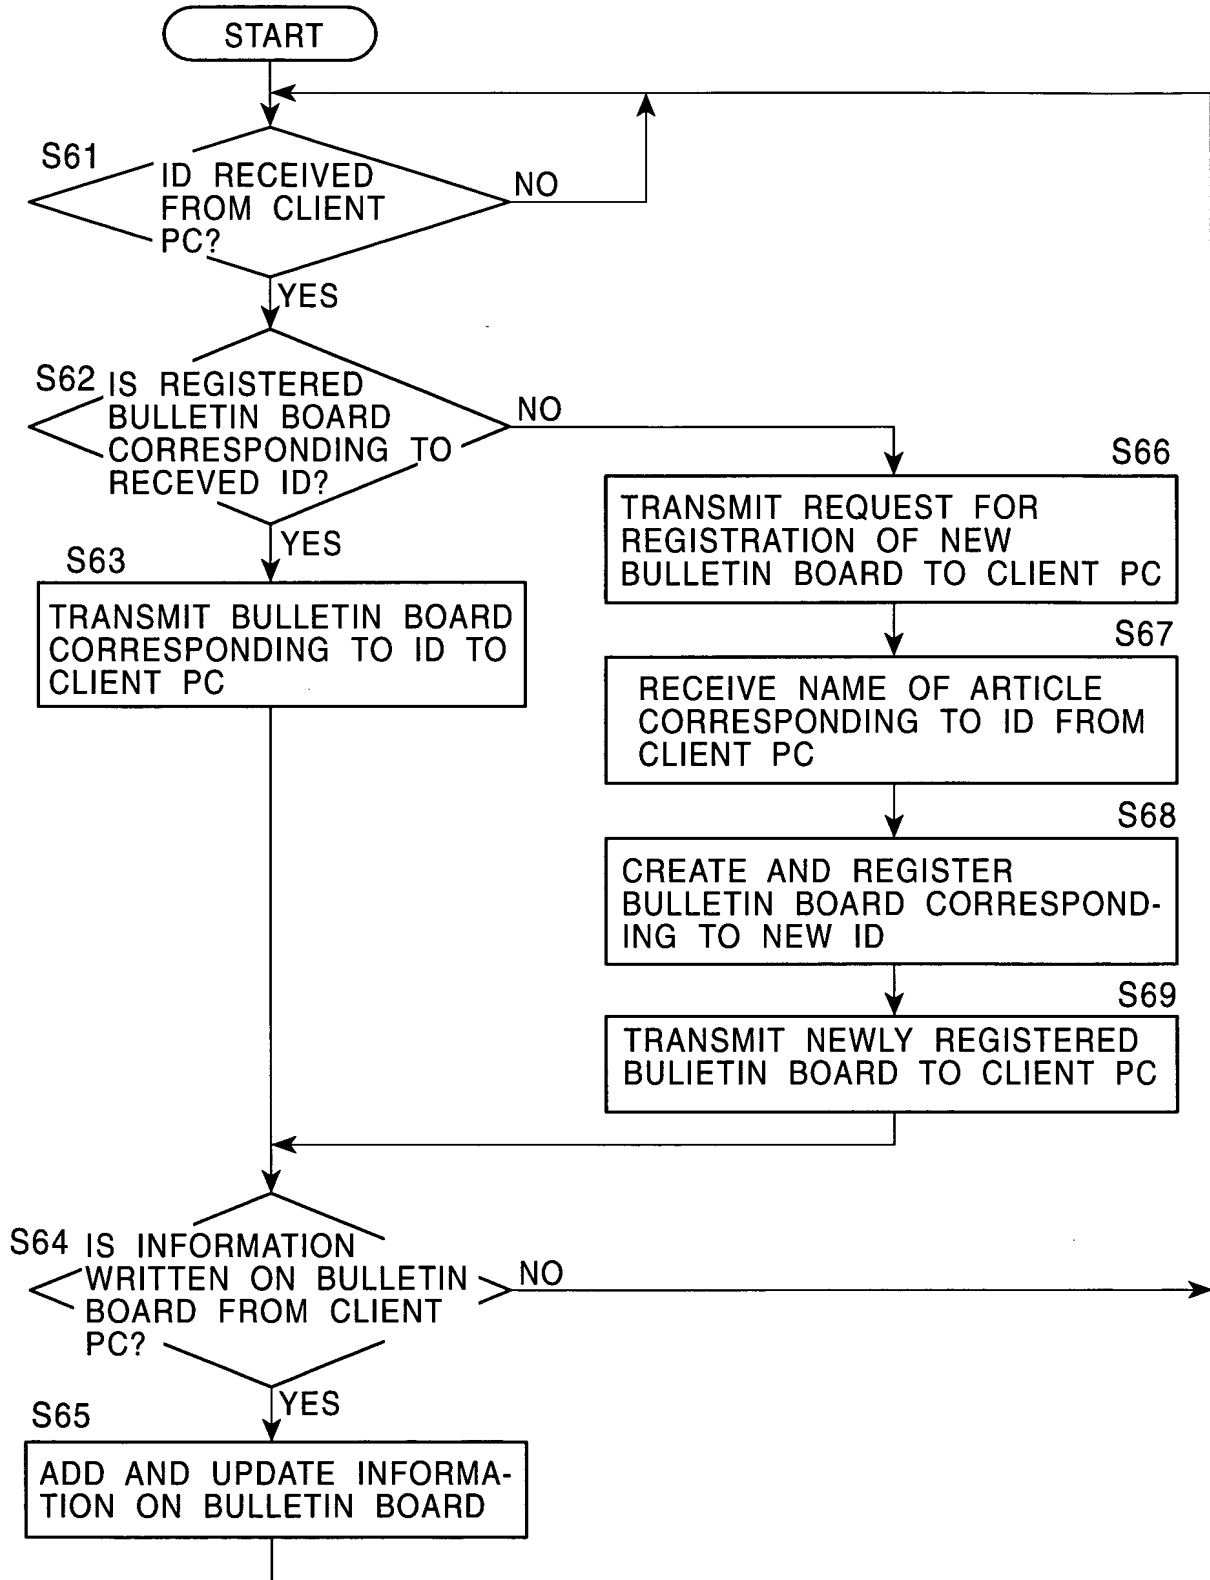 START
S61
ID RECEIVED
FROM CLIENT
PC?
NO
YES
S62
IS REGISTERED
BULLETIN BOARD
CORRESPONDING TO
RECEVED ID?
NO
YES
S63
TRANSMIT BULLETIN BOARD
CORRESPONDING TO ID TO
CLIENT PC
S66
TRANSMIT REQUEST FOR
REGISTRATION OF NEW
BULLETIN BOARD TO CLIENT PC
S67
RECEIVE NAME OF ARTICLE
CORRESPONDING TO ID FROM
CLIENT PC
S68
CREATE AND REGISTER
BULLETIN BOARD CORRESPOND-
ING TO NEW ID
S69
TRANSMIT NEWLY REGISTERED
BULIETIN BOARD TO CLIENT PC
S64
IS INFORMATION
WRITTEN ON BULLETIN
BOARD FROM CLIENT
PC?
NO
YES
S65
ADD AND UPDATE INFORMA-
TION ON BULLETIN BOARD